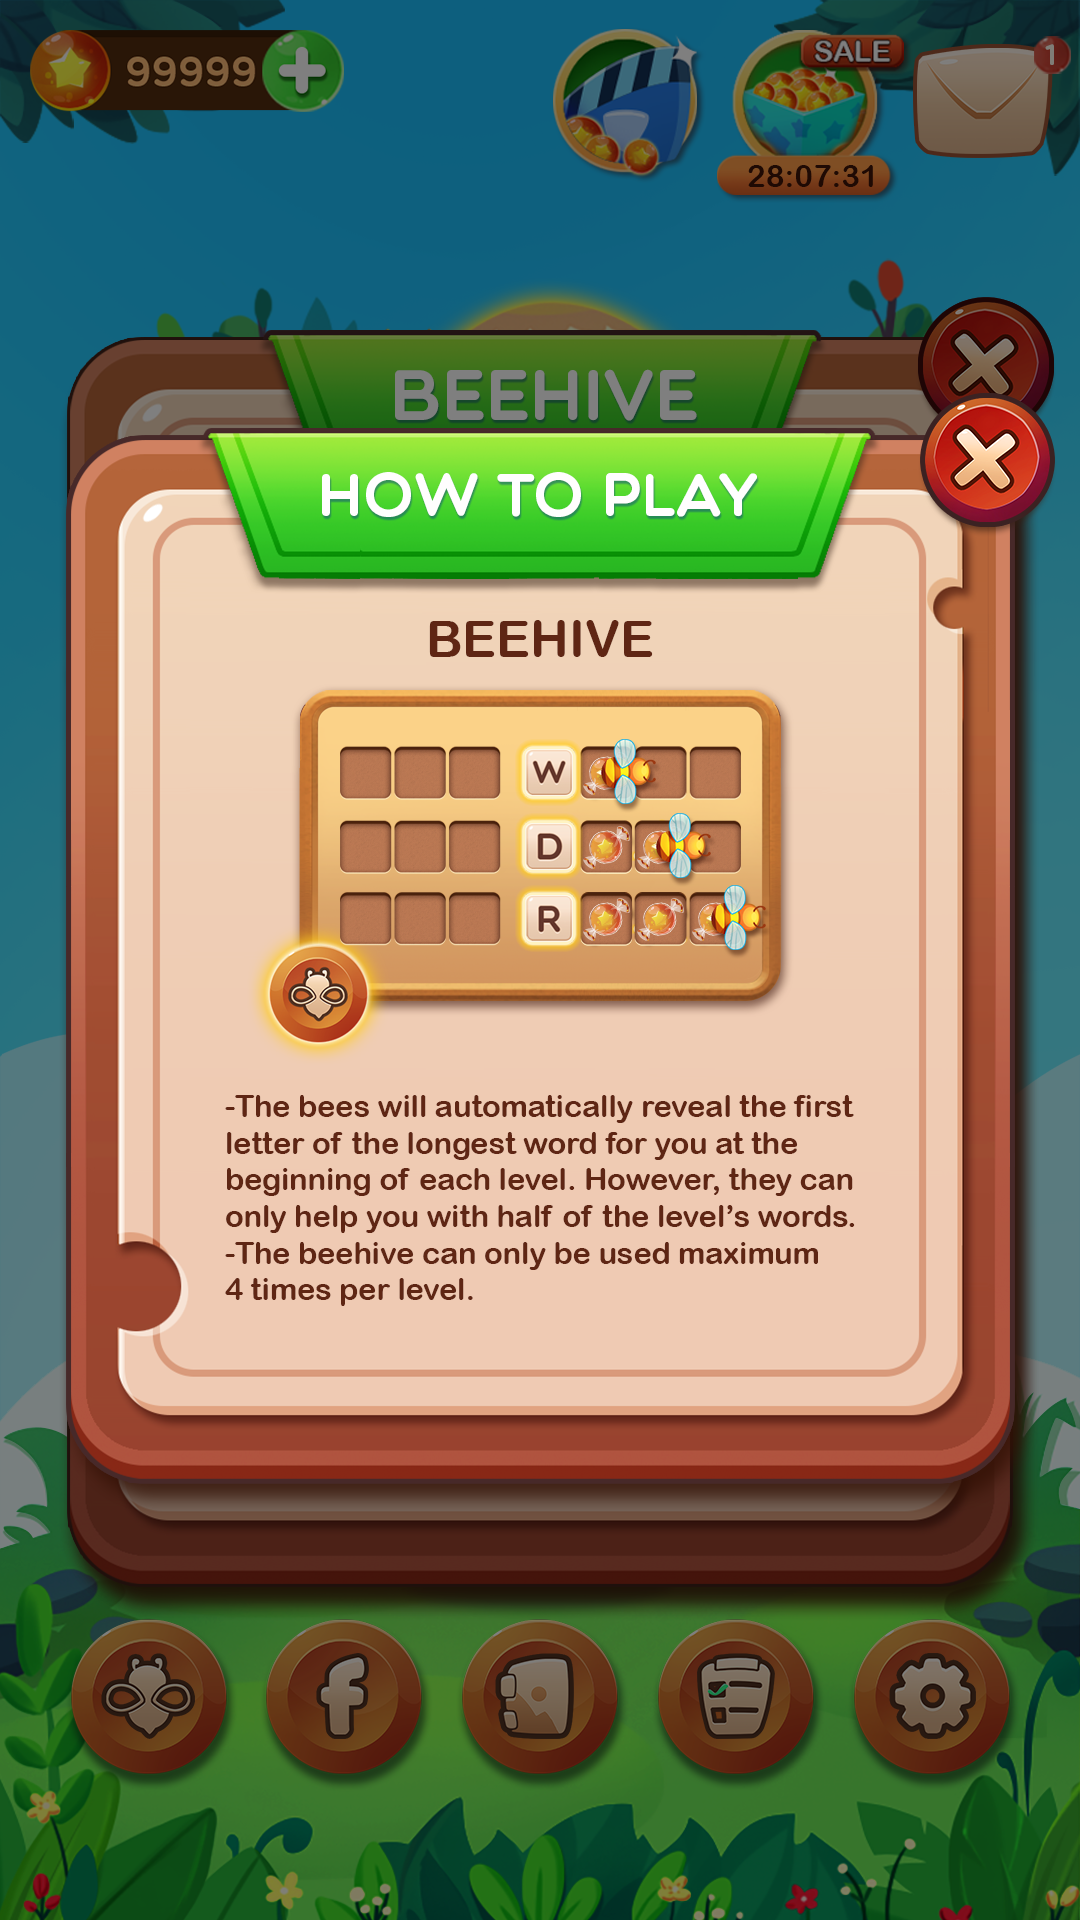 99999
SALE
1
28:07:31
BEEHIVE
HOW TO PLAY
BEEHIVE
W
D
R
-The bees will automatically reveal the first
letter of the longest word for you at the
beginning of each level. However, they can
only help you with half of the level’s words.
-The beehive can only be used maximum
4 times per level.
f